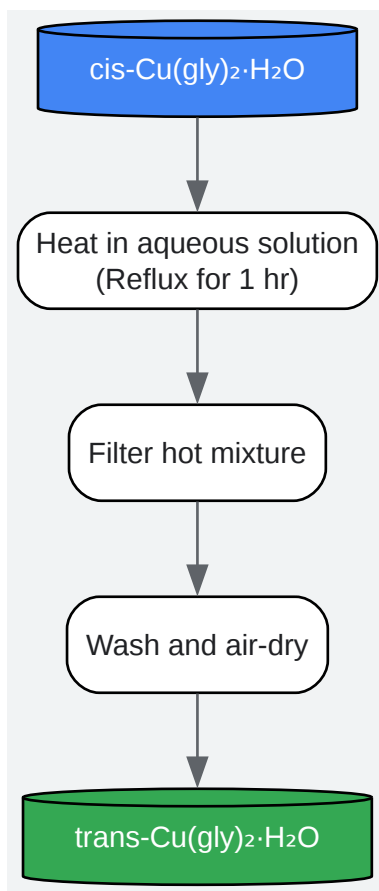 cis-Cu(gly)₂·H₂O
Heat in aqueous solution
(Reflux for 1 hr)
Filter hot mixture
Wash and air-dry
trans-Cu(gly)₂·H₂O